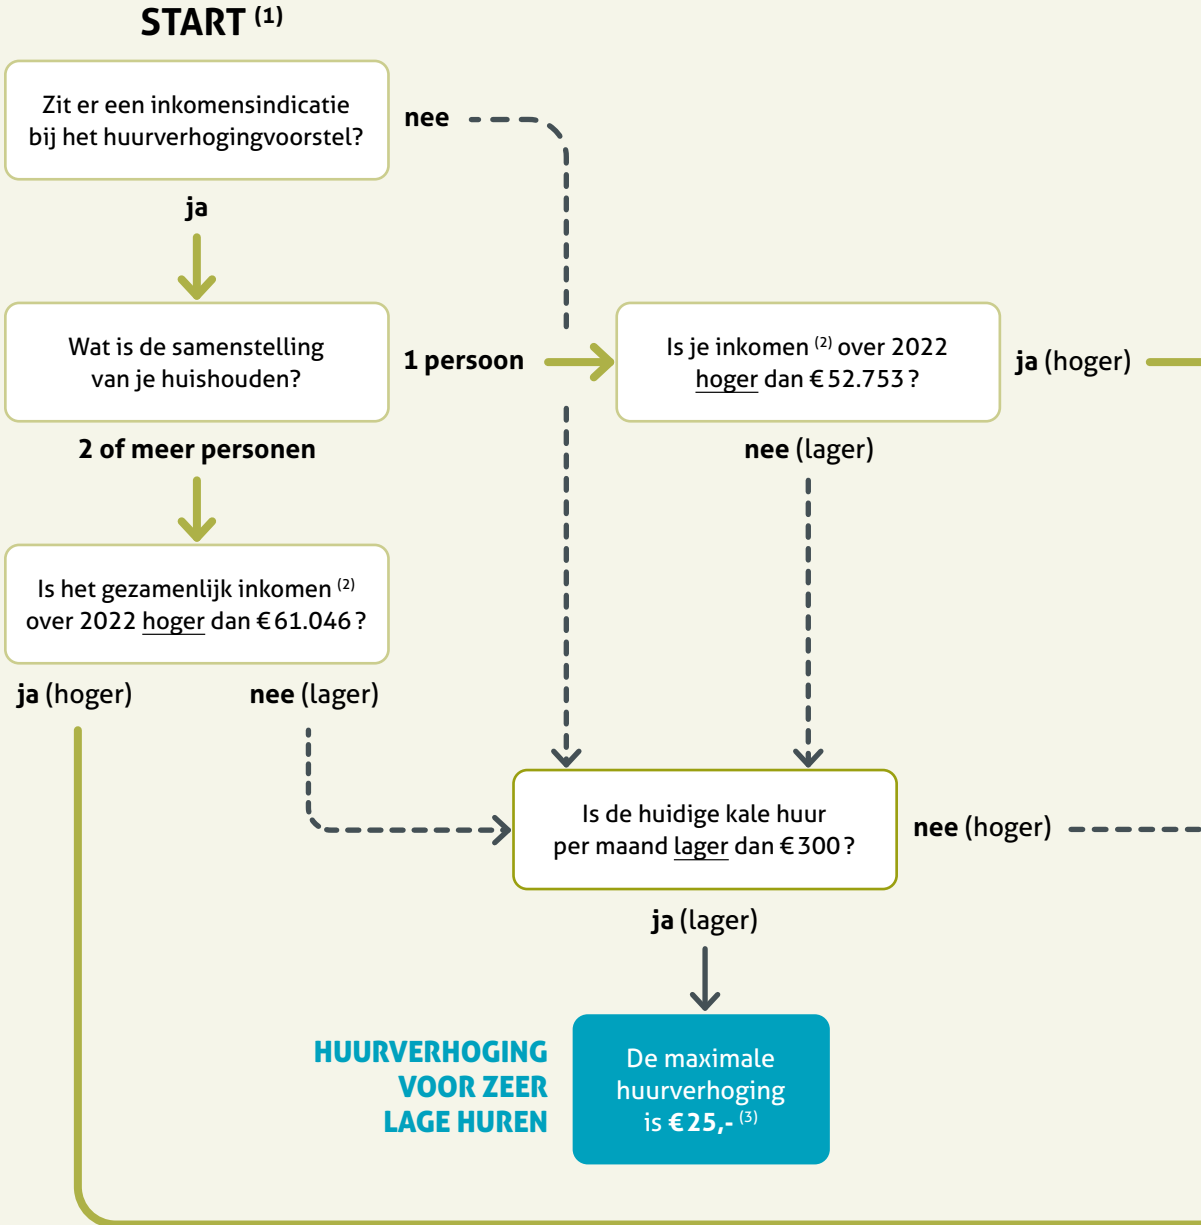 START (1)
Zit er een inkomensindicatie
bij het huurverhogingvoorstel?
nee
ja
Wat is de samenstelling
van je huishouden?
1 persoon
Is je inkomen (2) over 2022
hoger dan € 52.753 ?
ja (hoger)
2 of meer personen
nee (lager)
Is het gezamenlijk inkomen (2)
over 2022 hoger dan € 61.046 ?
ja (hoger)
nee (lager)
Is de huidige kale huur
per maand lager dan € 300 ?
nee (hoger)
ja (lager)
HUURVERHOGING
VOOR ZEER
LAGE HUREN
De maximale
huurverhoging
is € 25,- (3)